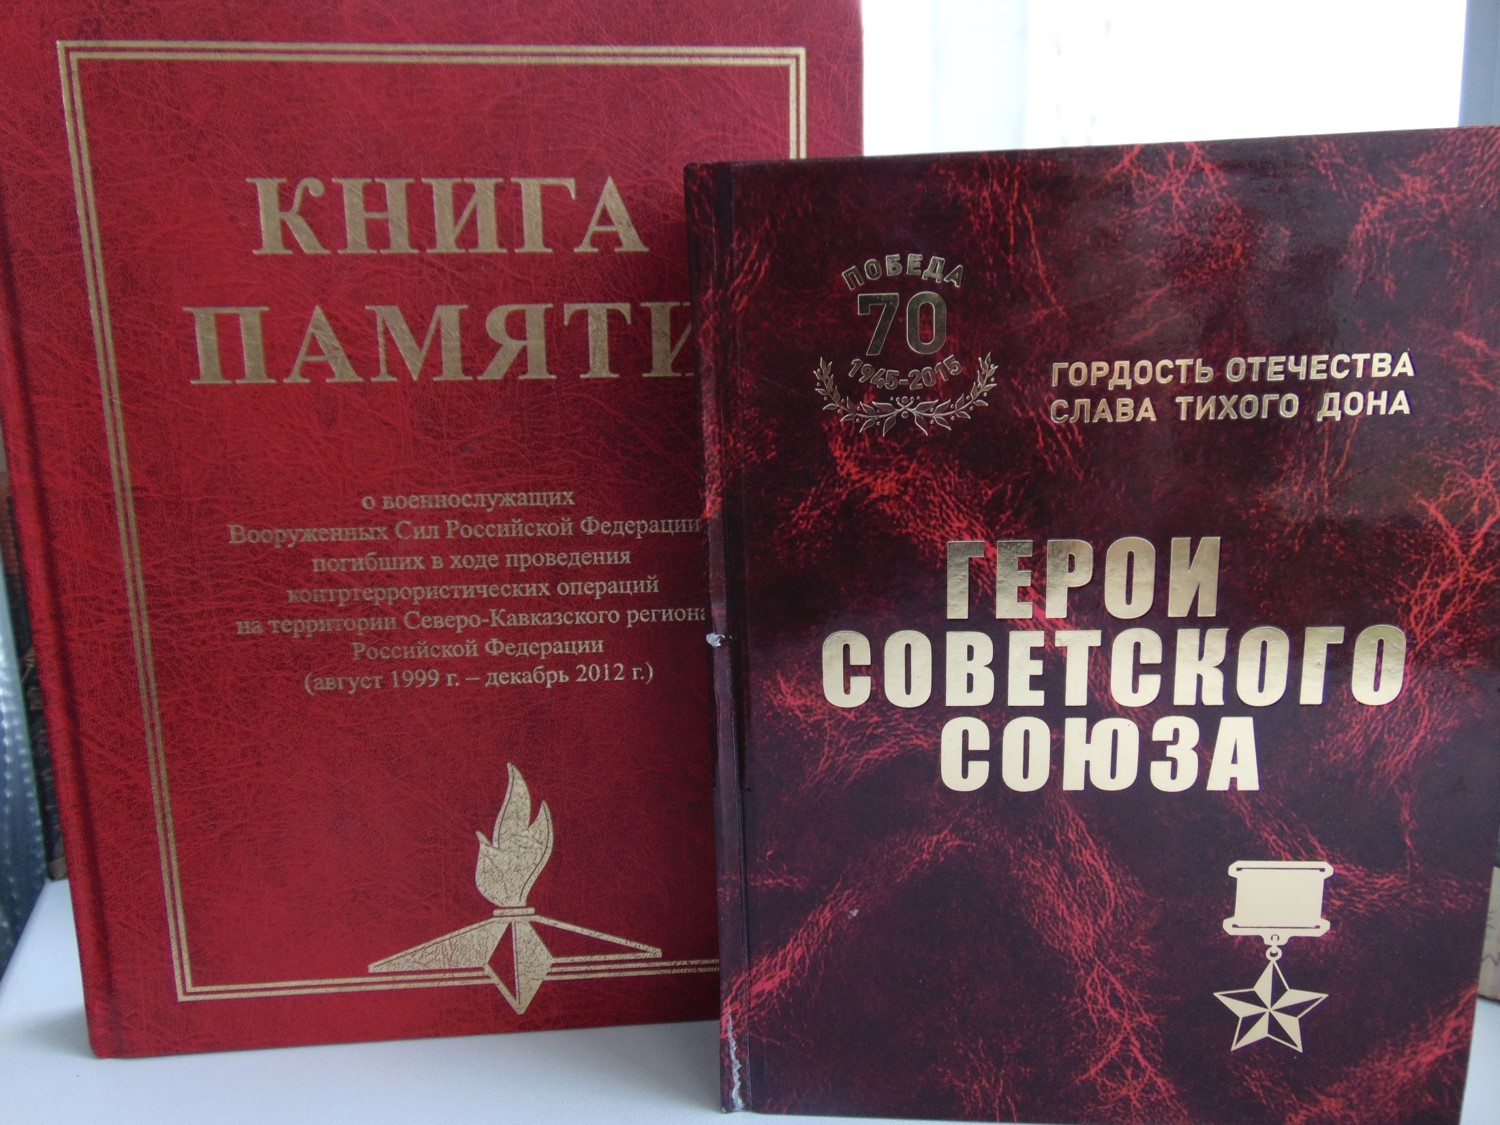 КНИГА
ПАМЯТИ
о военнослужащих
Вооруженных Сил Российской Федерации
погибших в ходе проведения
контртеррористических операций
на территории Северо-Кавказского региона
Российской Федерации
(август 1999 г. – декабрь 2012 г.)
ПОБЕДА
70
1945-2015
ГОРДОСТЬ ОТЕЧЕСТВА
СЛАВА ТИХОГО ДОНА
ГЕРОИ
СОВЕТСКОГО
СОЮЗА